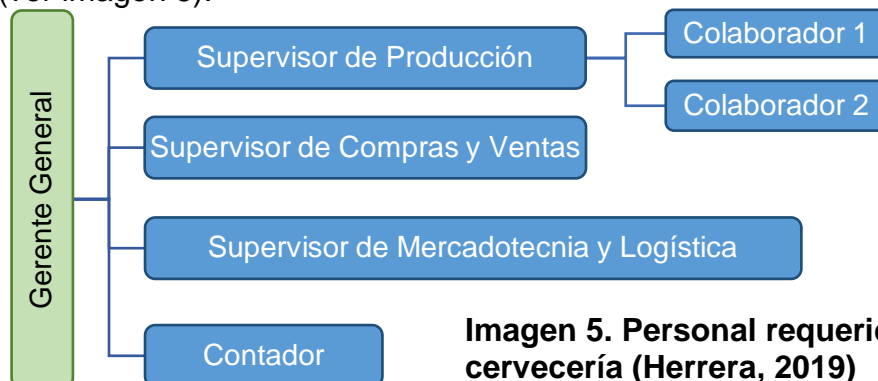 Colaborador 1
Supervisor de Producción
Colaborador 2
Gerente General
Supervisor de Compras y Ventas
Supervisor de Mercadotecnia y Logística
Contador
Imagen 5. Personal
cervecería (Herrera, 2019)